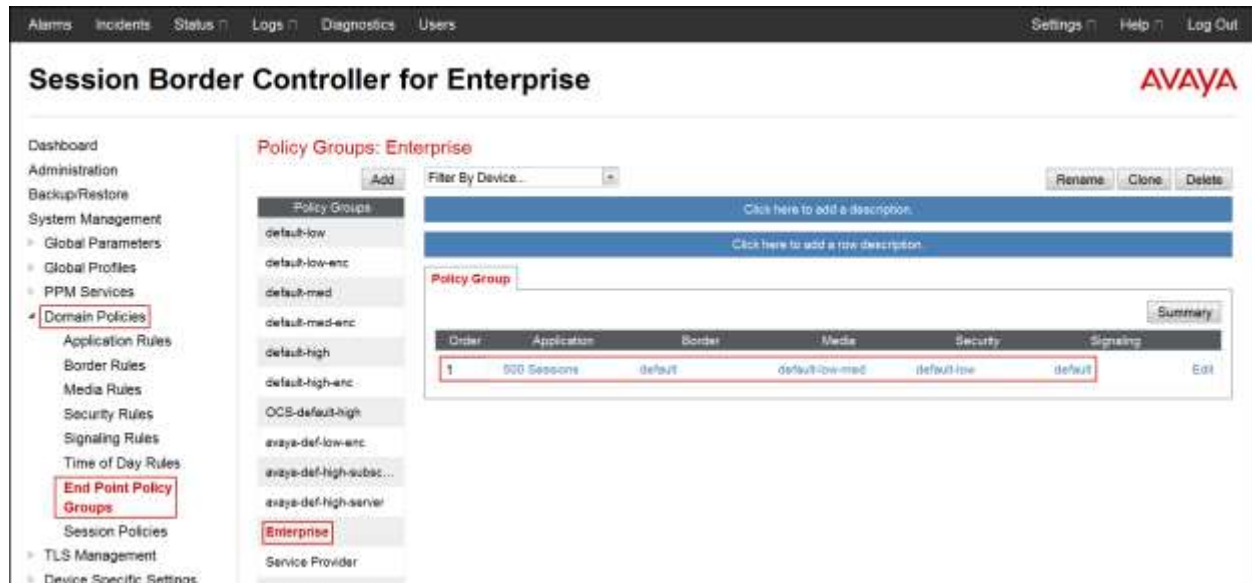 Alarms Incidents Status Logs Diagnostics Users Settings Help Log Out
Session Border Controller for Enterprise
AVAYA
Dashboard
Administration
Backup/Restore
System Management
Global Parameters
Global Profiles
PPM Services
Domain Policies
Application Rules
Border Rules
Media Rules
Security Rules
Signaling Rules
Time of Day Rules
End Point Policy
Groups
Session Policies
TLS Management
Device Specific Settings
Policy Groups: Enterprise
Add
Policy Groups
default-low
default-low-enc
default-med
default-med-enc
default-high
default-high-enc
OCS-default-high
avaya-def-low-enc
avaya-def-high-subsc...
avaya-def-high-server
Enterprise
Service Provider
Filter By Device...
Rename Clone Delete
Click here to add a description.
Click here to add a row description.
Policy Group
Summary
Order Application Border Media Security Signaling
1 500 Sessions default default-low-med default-low default Edit